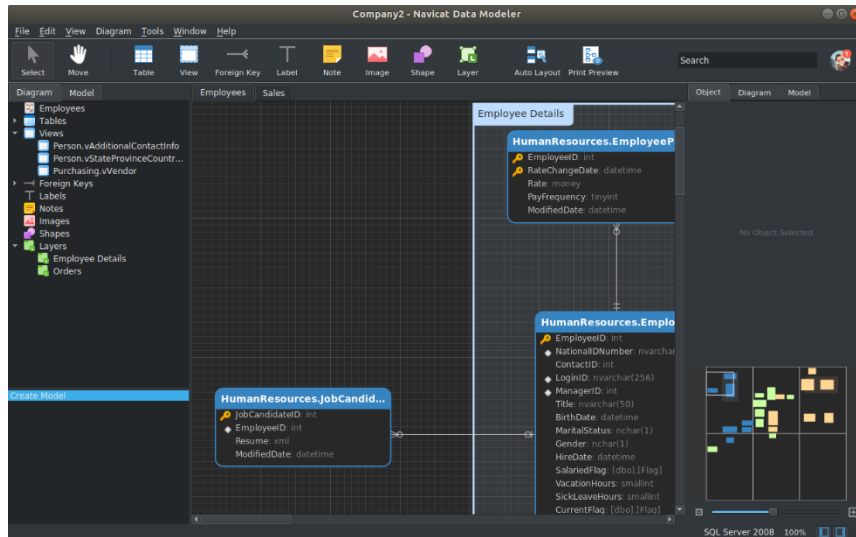 Company2 - Navicat Data Modeler
File Edit View Diagram Tools Window Help
Select Move Table View Foreign Key Label Note Image Shape Layer Auto Layout Print Preview Search
Diagram Model
Employees Sales
Object Diagram Model
Employees
Tables
Views
Person.vAdditionalContactInfo
Person.vStateProvinceCountr...
Purchasing.vVendor
Foreign Keys
Labels
Notes
Images
Shapes
Layers
Employee Details
Orders
Create Model
Employee Details
HumanResources.EmployeeP
EmployeeID: int
RateChangeDate: datetime
Rate: money
PayFrequency: tinyint
ModifiedDate: datetime
HumanResources.Emplo
EmployeeID: int
NationalIDNumber: nvarchar
ContactID: int
LoginID: nvarchar(256)
ManagerID: int
Title: nvarchar(50)
BirthDate: datetime
MaritalStatus: nchar(1)
Gender: nchar(1)
HireDate: datetime
SalariedFlag: [dbo].[Flag]
VacationHours: smallint
SickLeaveHours: smallint
CurrentFlag: [dbo].[Flag]
HumanResources.JobCandid...
JobCandidateID: int
EmployeeID: int
Resume: xml
ModifiedDate: datetime
No Object Selected
SQL Server 2008 100%